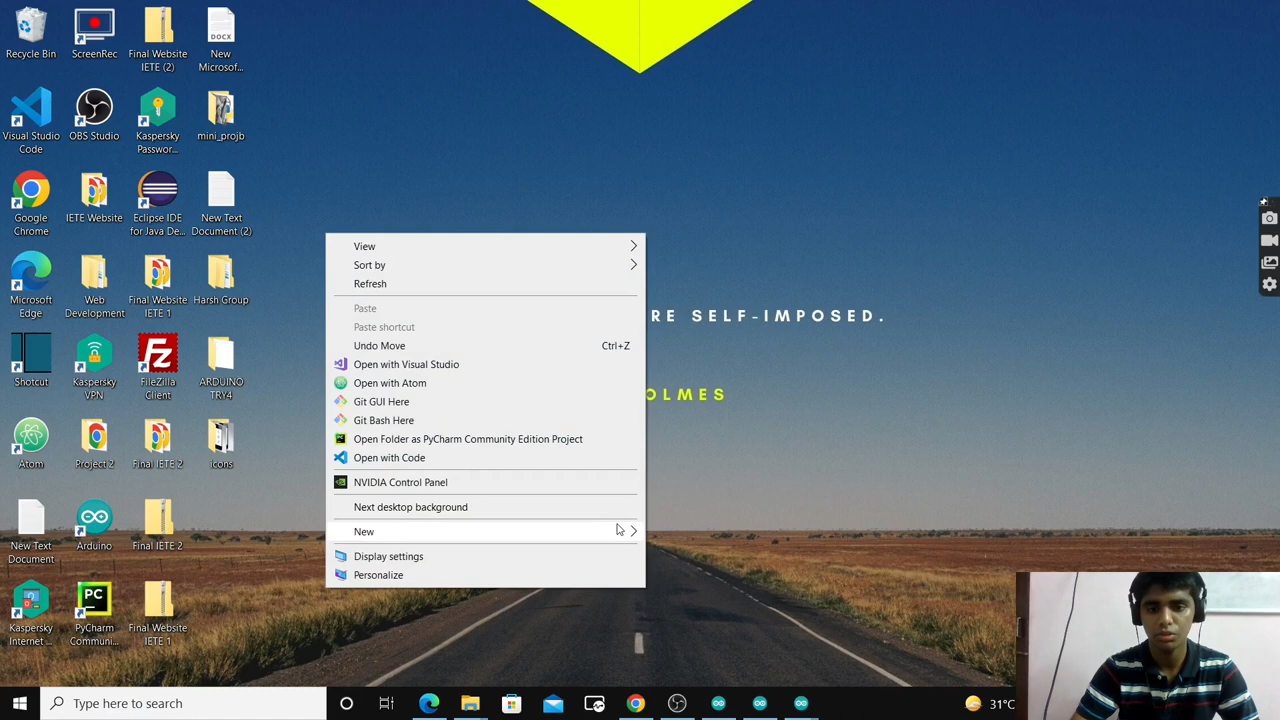 Recycle Bin
ScreenRec
Final Website
IETE (2)
New
Microsof...
DOCX
Visual Studio
Code
OBS Studio
Kaspersky
Passwor...
mini_projb
Google
Chrome
IETE Website
Eclipse IDE
for Java De...
New Text
Document (2)
Microsoft
Edge
Web
Development
Final Website
IETE 1
Harsh Group
Shotcut
Kaspersky
VPN
FileZilla
Client
ARDUINO
TRY4
Atom
Project 2
Final IETE 2
icons
New Text
Document
Arduino
Final IETE 2
Kaspersky
Internet ...
PC
PyCharm
Communi...
Final Website
IETE 1
View
Sort by
Refresh
Paste
Paste shortcut
Undo Move Ctrl+Z
Open with Visual Studio
Open with Atom
Git GUI Here
Git Bash Here
Open Folder as PyCharm Community Edition Project
Open with Code
NVIDIA Control Panel
Next desktop background
New
Display settings
Personalize
RE SELF-IMPOSED.
OLMES
Type here to search
31°C